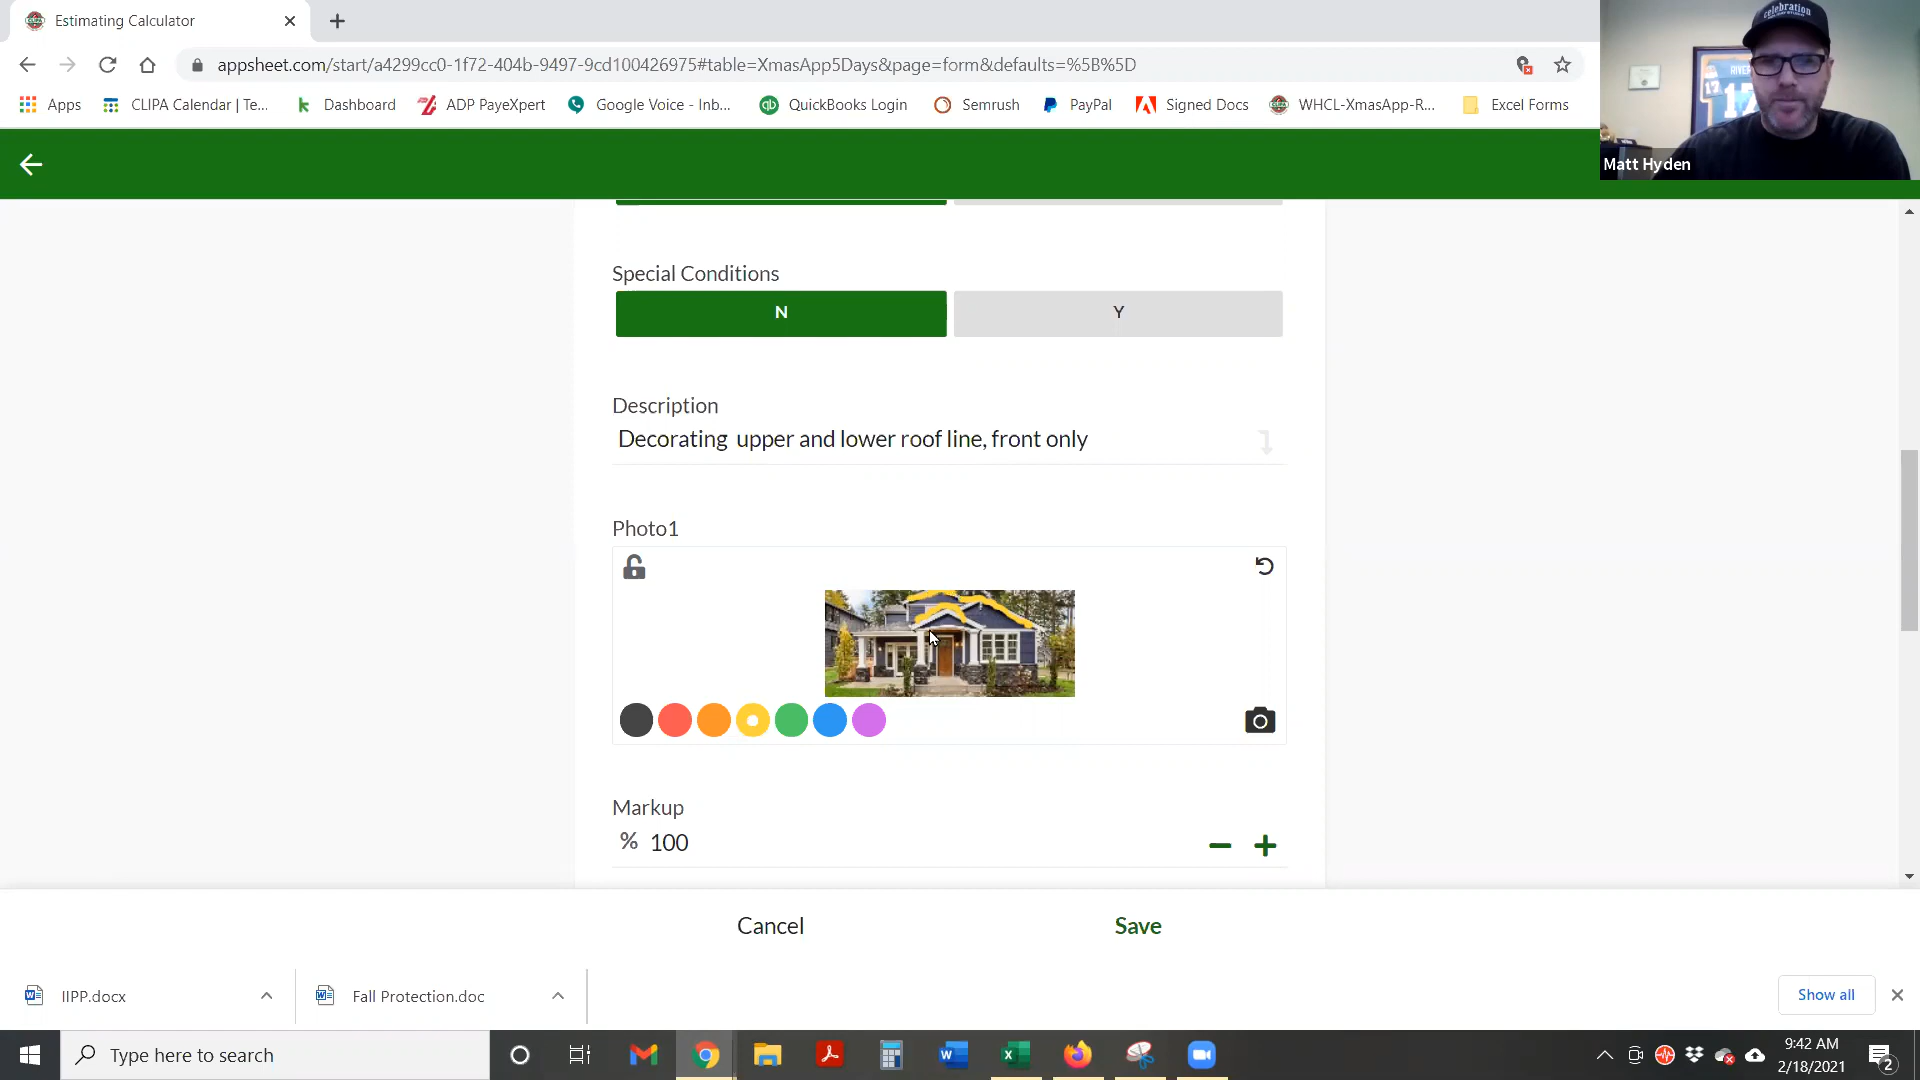 Estimating Calculator
appsheet.com/start/a4299cc0-1f72-404b-9497-9cd100426975#table=XmasApp5Days&page=form&defaults=%5B%5D
Apps CLIPA Calendar | Te... Dashboard ADP PayeXpert Google Voice - Inb... QuickBooks Login Semrush PayPal Signed Docs WHCL-XmasApp-R... Excel Forms
celebration
Matt Hyden
Special Conditions
N Y
Description
Decorating upper and lower roof line, front only
Photo1
Markup
% 100
Cancel Save
IIPP.docx Fall Protection.doc Show all
Type here to search
9:42 AM
2/18/2021
2